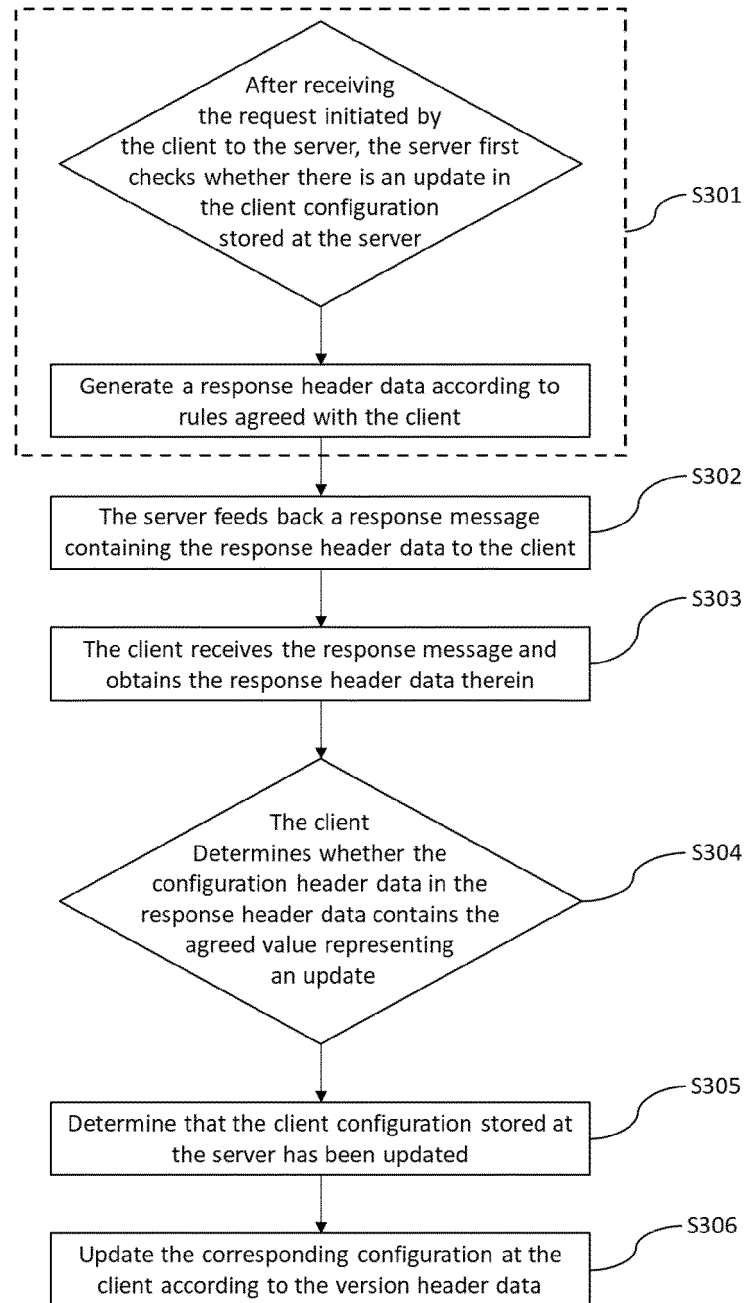 After receiving
the request initiated by
the client to the server, the server first
checks whether there is an update in
the client configuration
stored at the server
S301
Generate a response header data according to
rules agreed with the client
S302
The server feeds back a response message
containing the response header data to the client
S303
The client receives the response message and
obtains the response header data therein
The client
Determines whether the
configuration header data in the
response header data contains the
agreed value representing
an update
S304
S305
Determine that the client configuration stored at
the server has been updated
S306
Update the corresponding configuration at the
client according to the version header data